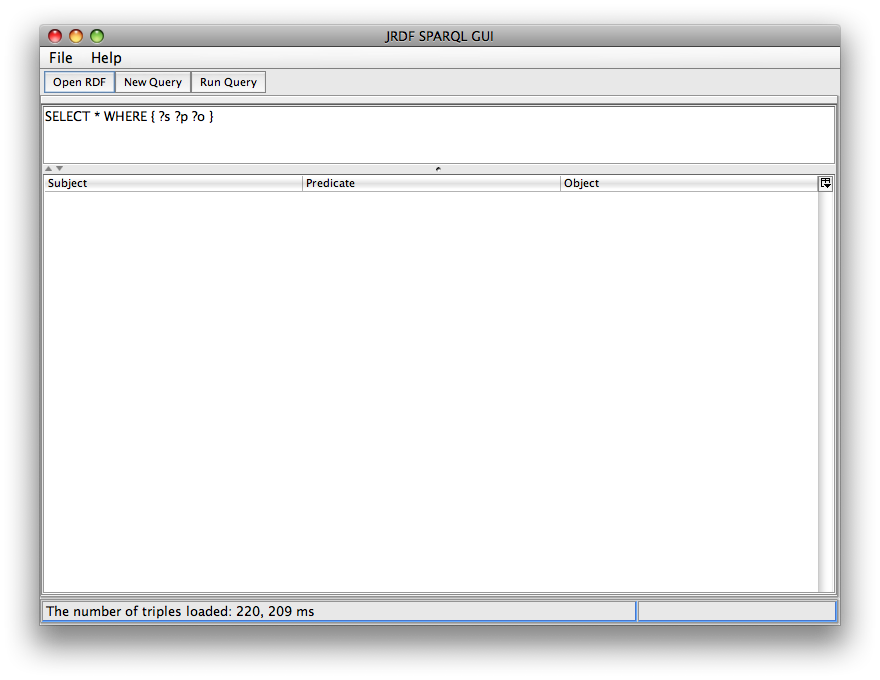 JRDF SPARQL GUI
File Help
Open RDF New Query Run Query
SELECT * WHERE { ?s ?p ?o }
Subject Predicate Object
The number of triples loaded: 220, 209 ms